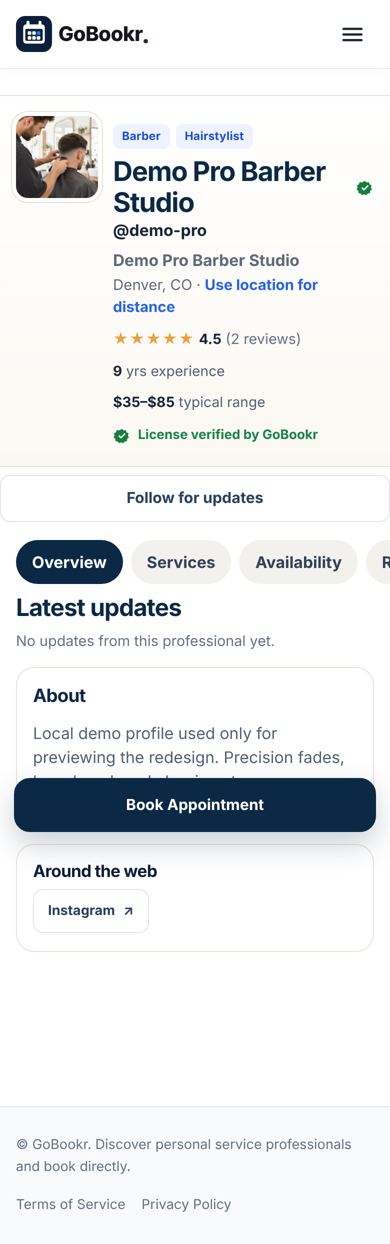 GoBookr.
Barber Hairstylist
Demo Pro Barber
Studio
@demo-pro
Demo Pro Barber Studio
Denver, CO · Use location for
distance
★★★★★ 4.5 (2 reviews)
9 yrs experience
$35–$85 typical range
License verified by GoBookr
Follow for updates
Overview Services Availability R
Latest updates
No updates from this professional yet.
About
Local demo profile used only for
previewing the redesign. Precision fades,
Book Appointment
Around the web
Instagram ↗
© GoBookr. Discover personal service professionals
and book directly.
Terms of Service Privacy Policy